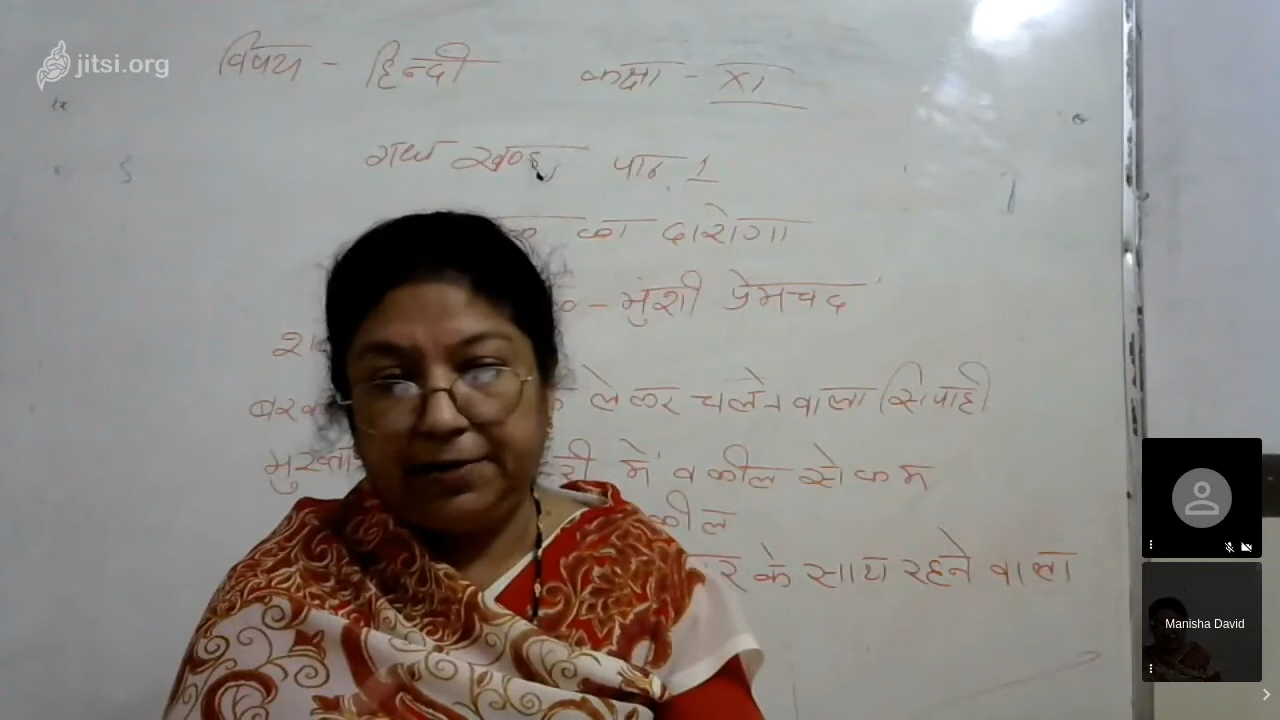 jitsi.org
विषय - हिन्दी कक्षा - XI
गद्य खण्ड पाठ 1
का दारोगा
- मुंशी प्रेमचंद
लेकर चलने वाला सिपाही
में वकील से कम
के साथ रहने वाला
Manisha David